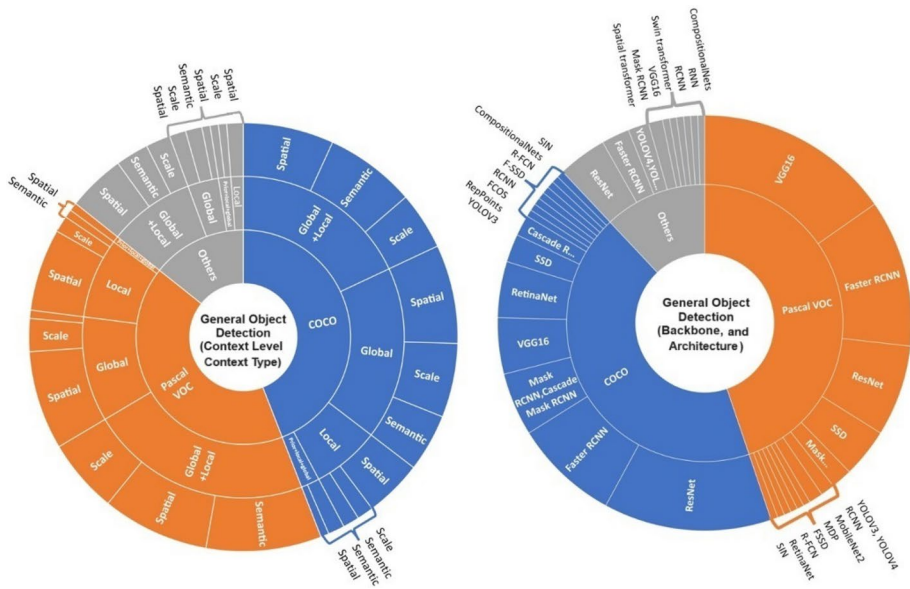 General Object
Detection
(Context Level
Context Type)
COCO
Global
+Local
Spatial
Semantic
Scale
Global
Spatial
Scale
Semantic
Local
Spatial
Scale
Semantic
Semantic
Spatial
Pascal
VOC
Global
+Local
Semantic
Spatial
Scale
Global
Spatial
Scale
Local
Spatial
Scale
Semantic
Spatial
Others
Global
+Local
Spatial
Semantic
Scale
Global
Local
Spatial
Scale
Semantic
Spatial
Scale
Spatial
General Object
Detection
(Backbone, and
Architecture)
Pascal VOC
VGG16
Faster RCNN
ResNet
SSD
Mask...
YOLOV3, YOLOV4
RCNN
MobileNet2
MDP
FSSD
R-FCN
RetinaNet
SIN
COCO
ResNet
Faster RCNN
Mask
RCNN,Cascade
Mask RCNN
VGG16
RetinaNet
SSD
Cascade R...
YOLOV3
RepPoints
FCOS
RCNN
F-SSD
R-FCN
CompositionalNets
SIN
Others
ResNet
Faster RCNN
YOLOV4,YOL...
Spatial transformer
Mask RCNN
VGG16
Swin transformer
RCNN
RNN
CompositionalNets